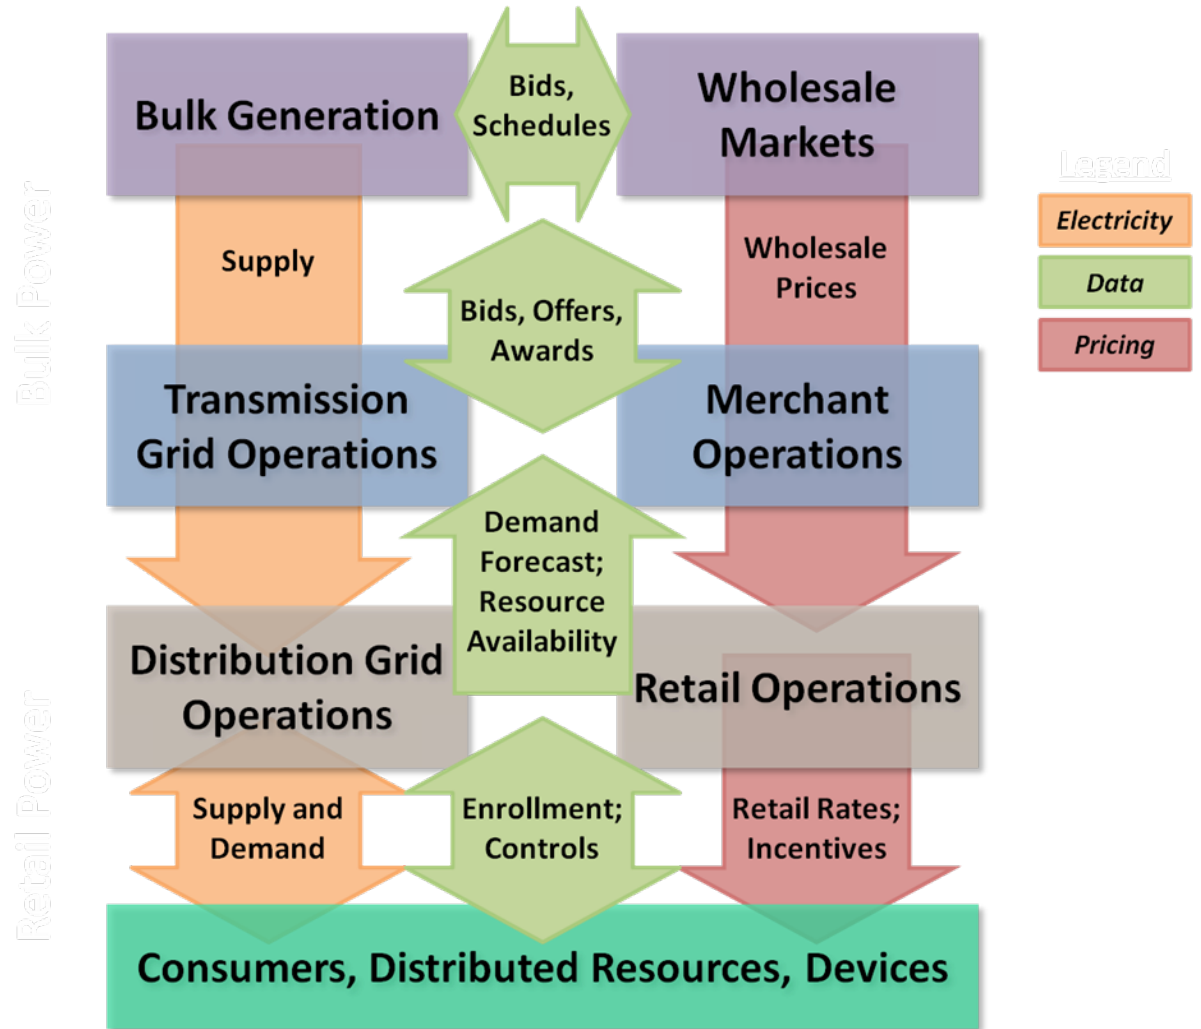 Bulk Generation
Bids,
Schedules
Wholesale
Markets
Legend
Electricity
Data
Pricing
Bulk Power
Supply
Wholesale
Prices
Bids, Offers,
Awards
Transmission
Grid Operations
Merchant
Operations
Demand
Forecast;
Resource
Availability
Distribution Grid
Operations
Retail Operations
Retail Power
Supply and
Demand
Enrollment;
Controls
Retail Rates;
Incentives
Consumers, Distributed Resources, Devices